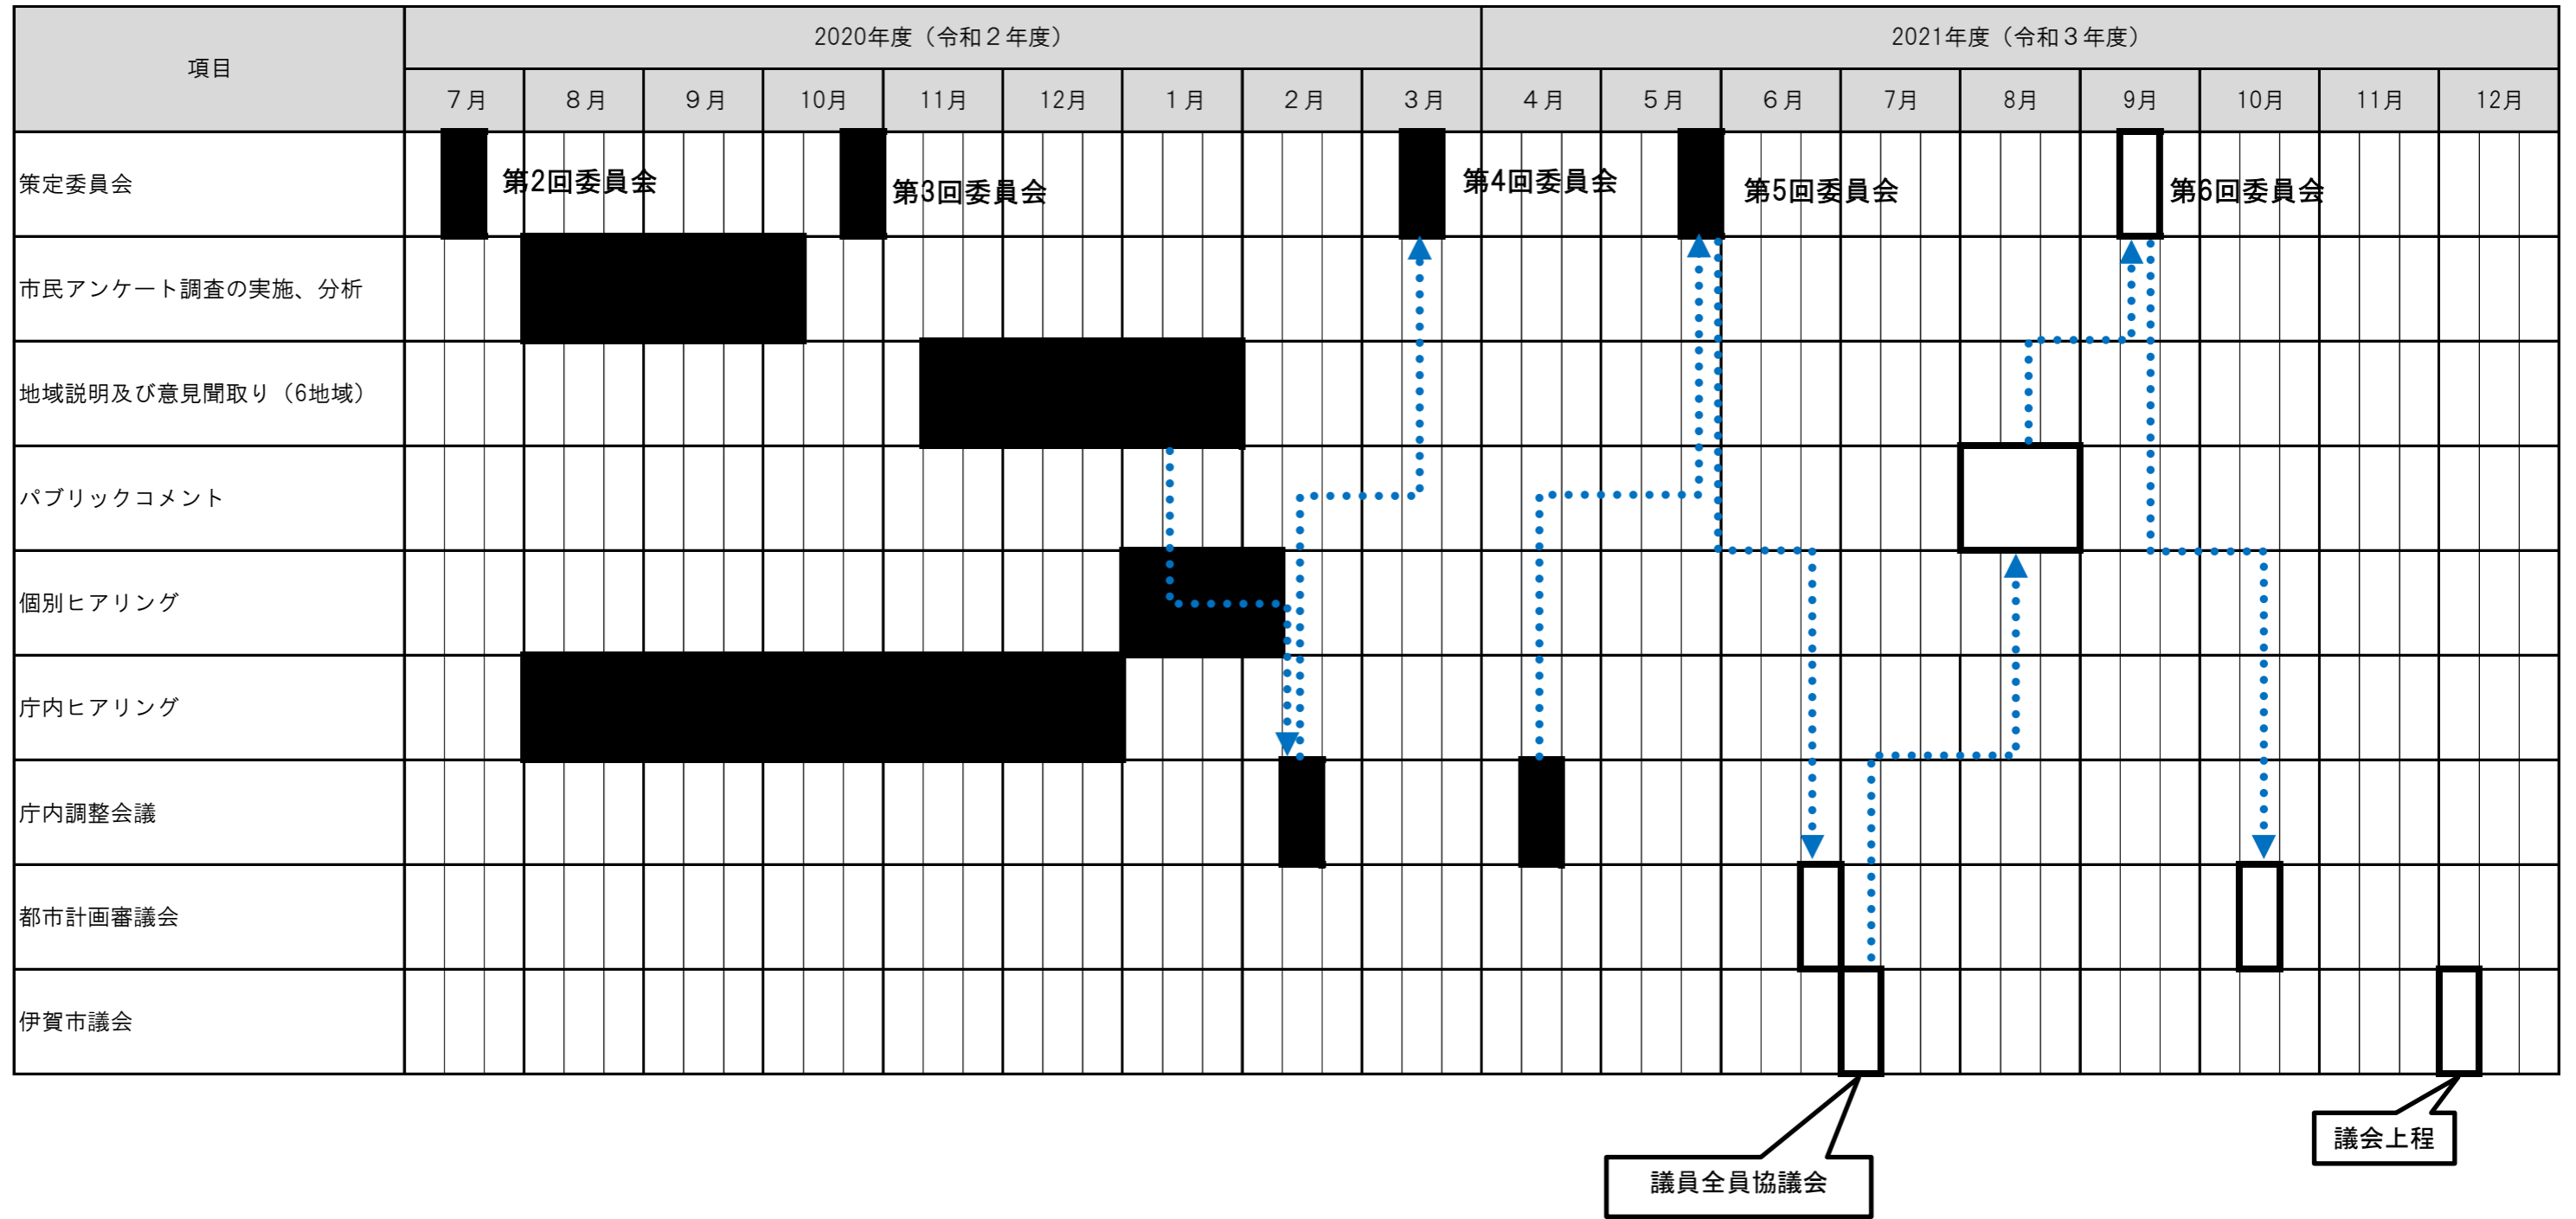 項目
2020年度（令和２年度）
2021年度（令和３年度）
７月 ８月 ９月 10月 11月 12月 １月 ２月 ３月 ４月 ５月 ６月 7月 8月 9月 10月 11月 12月
策定委員会
第2回委員会
第3回委員会
第4回委員会
第5回委員会
第6回委員会
市民アンケート調査の実施、分析
地域説明及び意見聞取り（6地域）
パブリックコメント
個別ヒアリング
庁内ヒアリング
庁内調整会議
都市計画審議会
伊賀市議会
議会上程
議員全員協議会